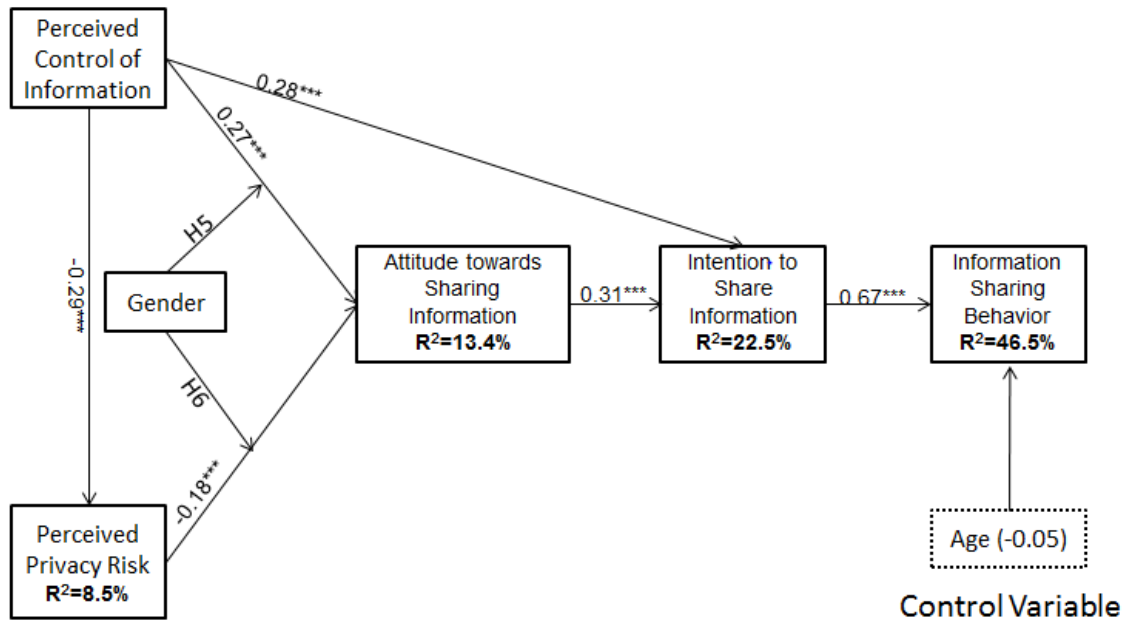 Perceived
Control of
Information
0.28***
0.27***
H5
-0.29***
Gender
Attitude towards
Sharing
Information
R²=13.4%
0.31***
Intention to
Share
Information
R²=22.5%
0.67***
Information
Sharing
Behavior
R²=46.5%
H6
-0.18***
Perceived
Privacy Risk
R²=8.5%
Age (-0.05)
Control Variable